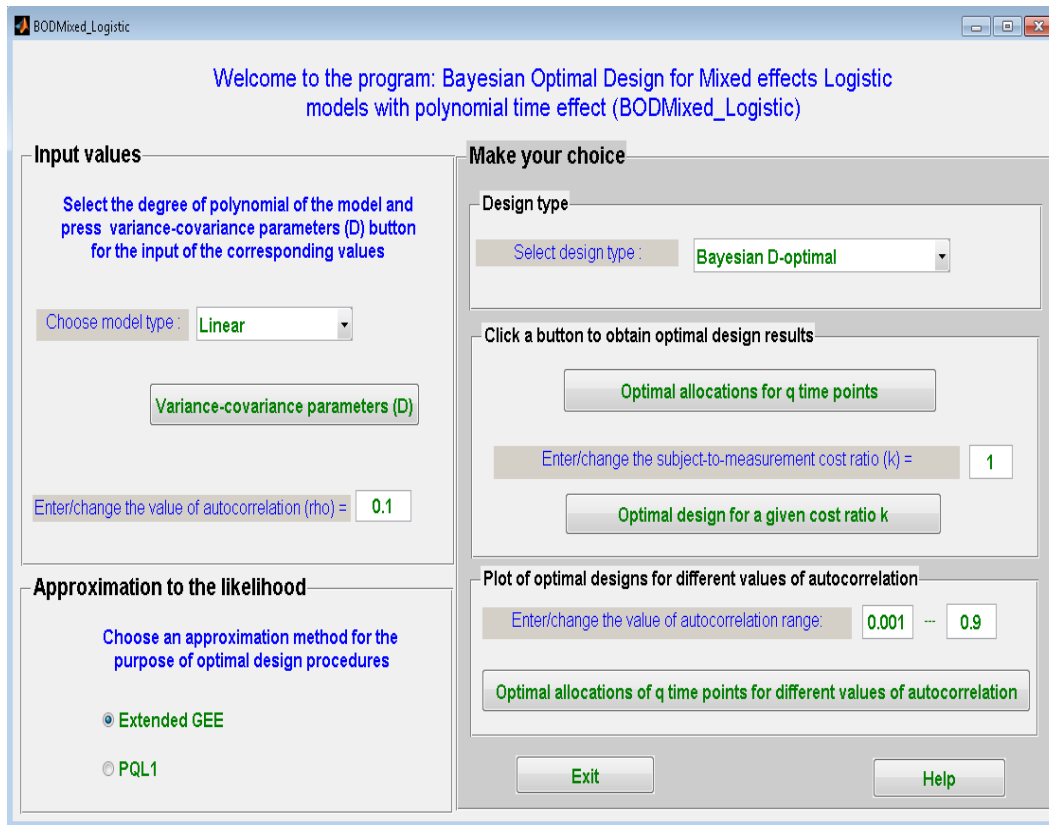 BODMixed_Logistic
Welcome to the program: Bayesian Optimal Design for Mixed effects Logistic
models with polynomial time effect (BODMixed_Logistic)
Input values
Select the degree of polynomial of the model and
press variance-covariance parameters (D) button
for the input of the corresponding values
Choose model type :
Linear
Variance-covariance parameters (D)
Enter/change the value of autocorrelation (rho) =
0.1
Approximation to the likelihood
Choose an approximation method for the
purpose of optimal design procedures
Extended GEE
PQL1
Make your choice
Design type
Select design type :
Bayesian D-optimal
Click a button to obtain optimal design results
Optimal allocations for q time points
Enter/change the subject-to-measurement cost ratio (k) =
1
Optimal design for a given cost ratio k
Plot of optimal designs for different values of autocorrelation
Enter/change the value of autocorrelation range:
0.001 --- 0.9
Optimal allocations of q time points for different values of autocorrelation
Exit
Help